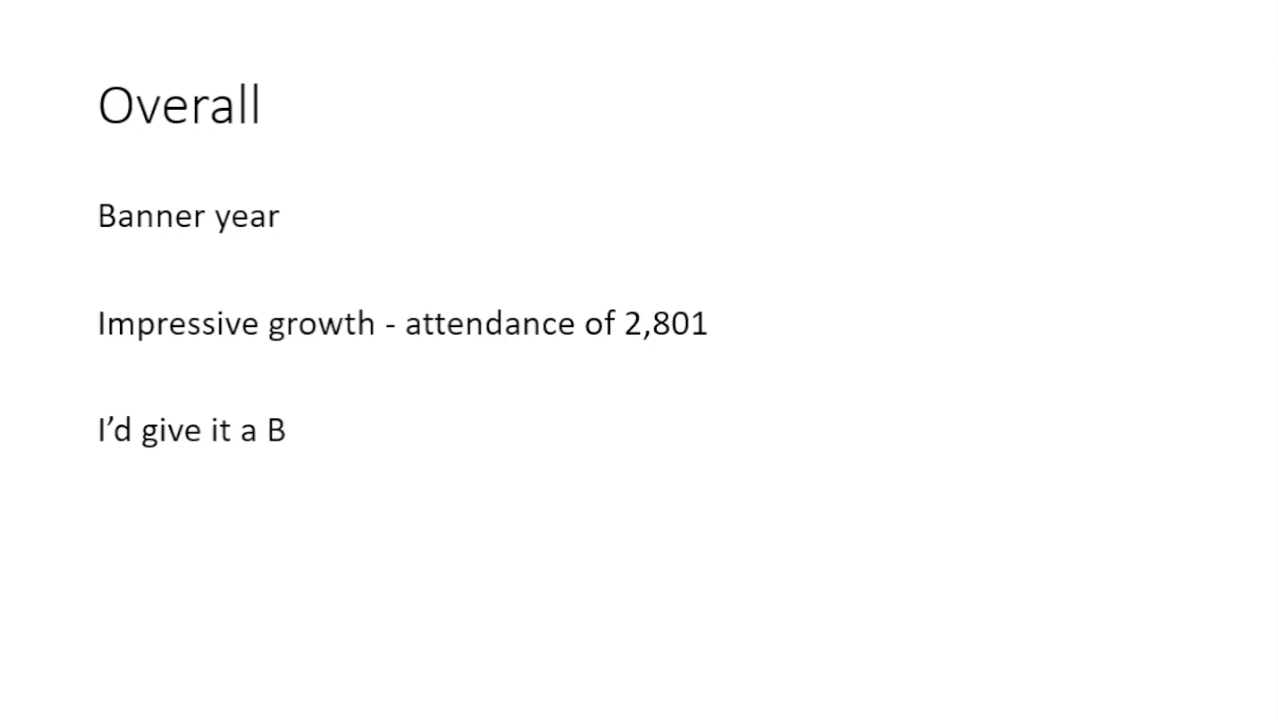 Overall
Banner year
Impressive growth - attendance of 2,801
I’d give it a B